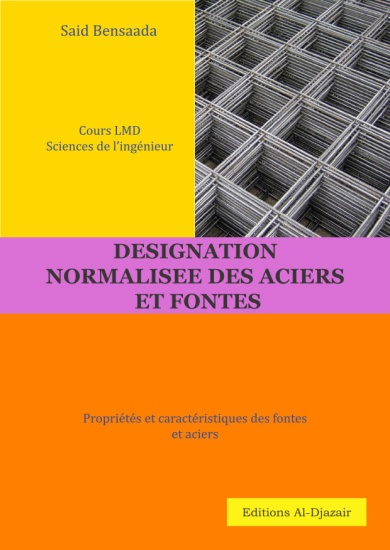 Said Bensaada
Cours LMD
Sciences de l'ingénieur
DESIGNATION
NORMALISEE DES ACIERS
ET FONTES
Propriétés et caractéristiques des fontes
et aciers
Editions Al-Djazair